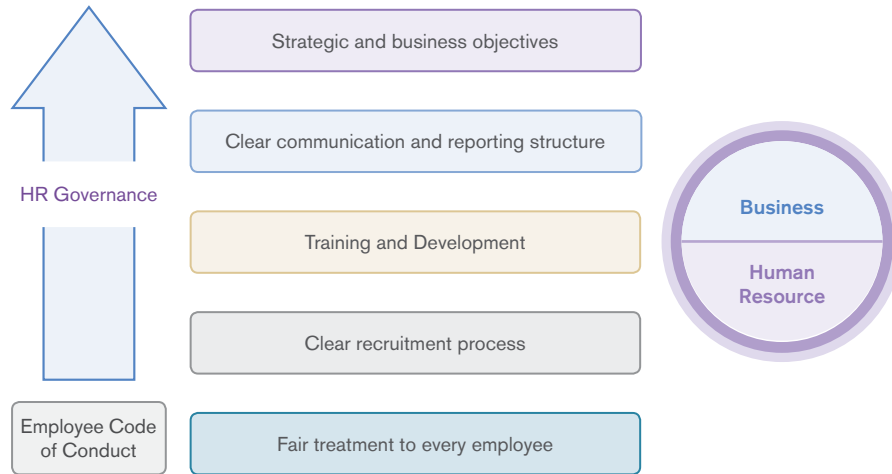 Strategic and business objectives
Clear communication and reporting structure
HR Governance
Business
Training and Development
Human
Resource
Clear recruitment process
Employee Code
of Conduct
Fair treatment to every employee